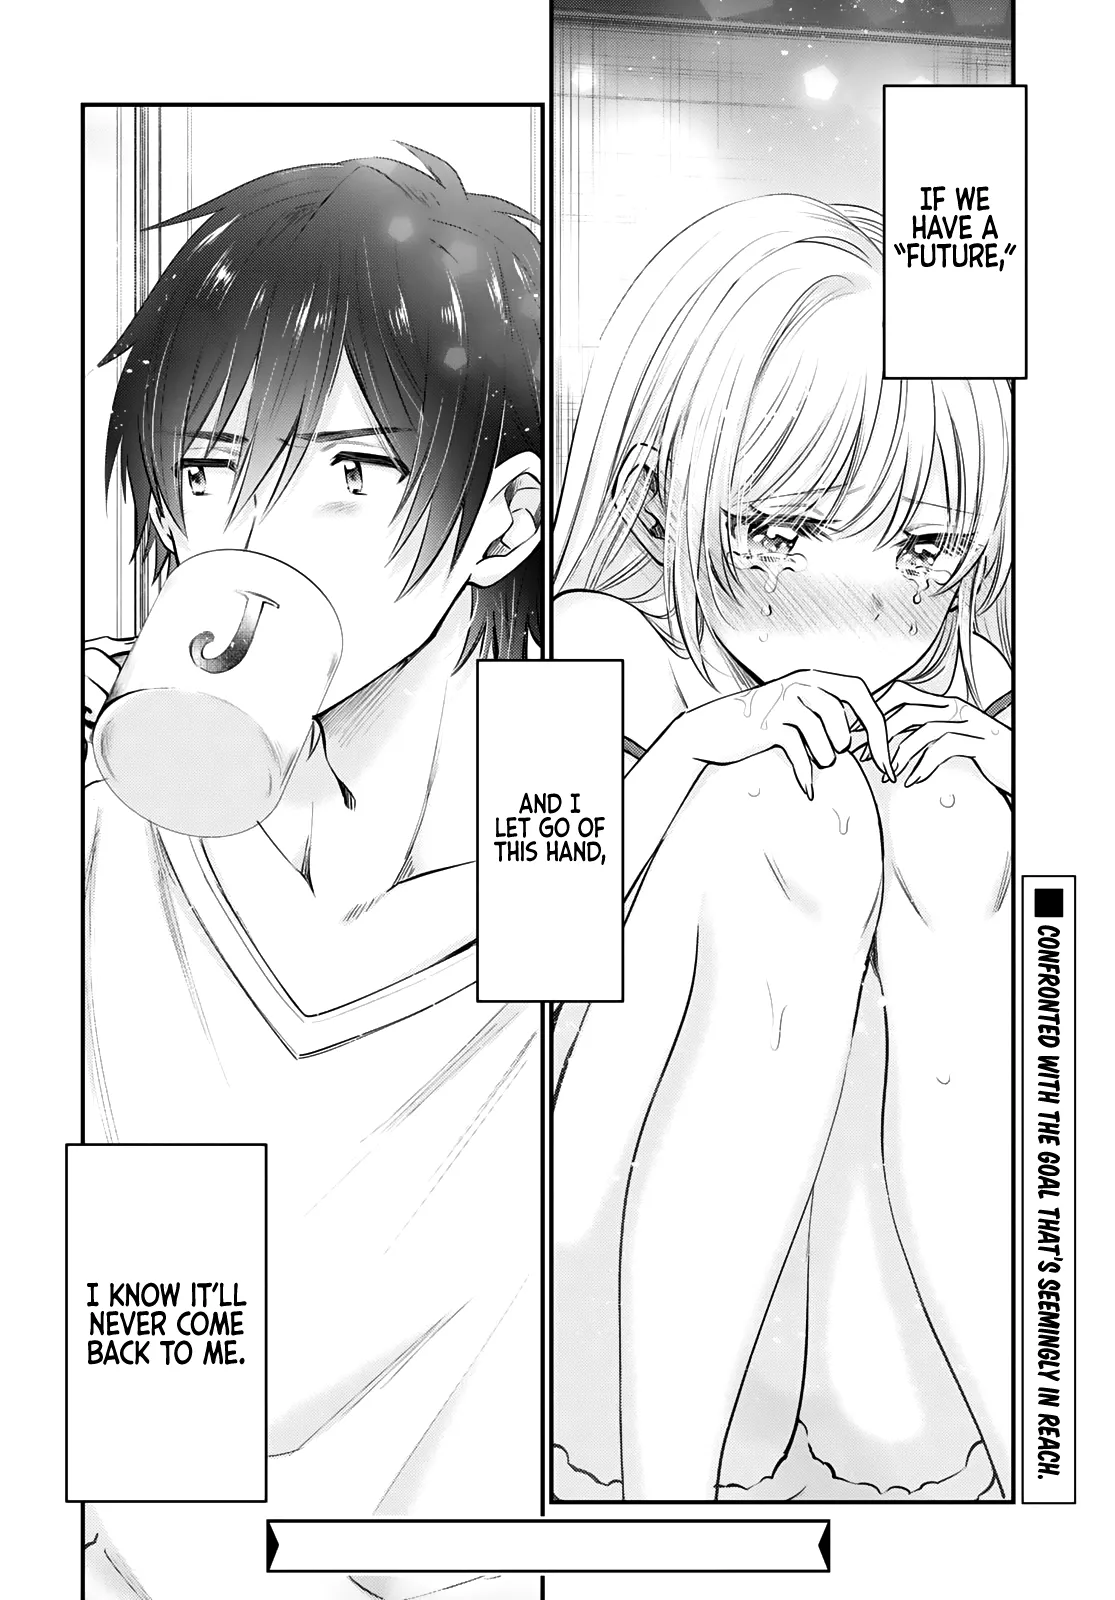 IF WE
HAVE A
"FUTURE,"
AND I
LET GO OF
THIS HAND,
J
I KNOW IT'LL
NEVER COME
BACK TO ME.
■ CONFRONTED WITH THE GOAL THAT'S SEEMINGLY IN REACH.